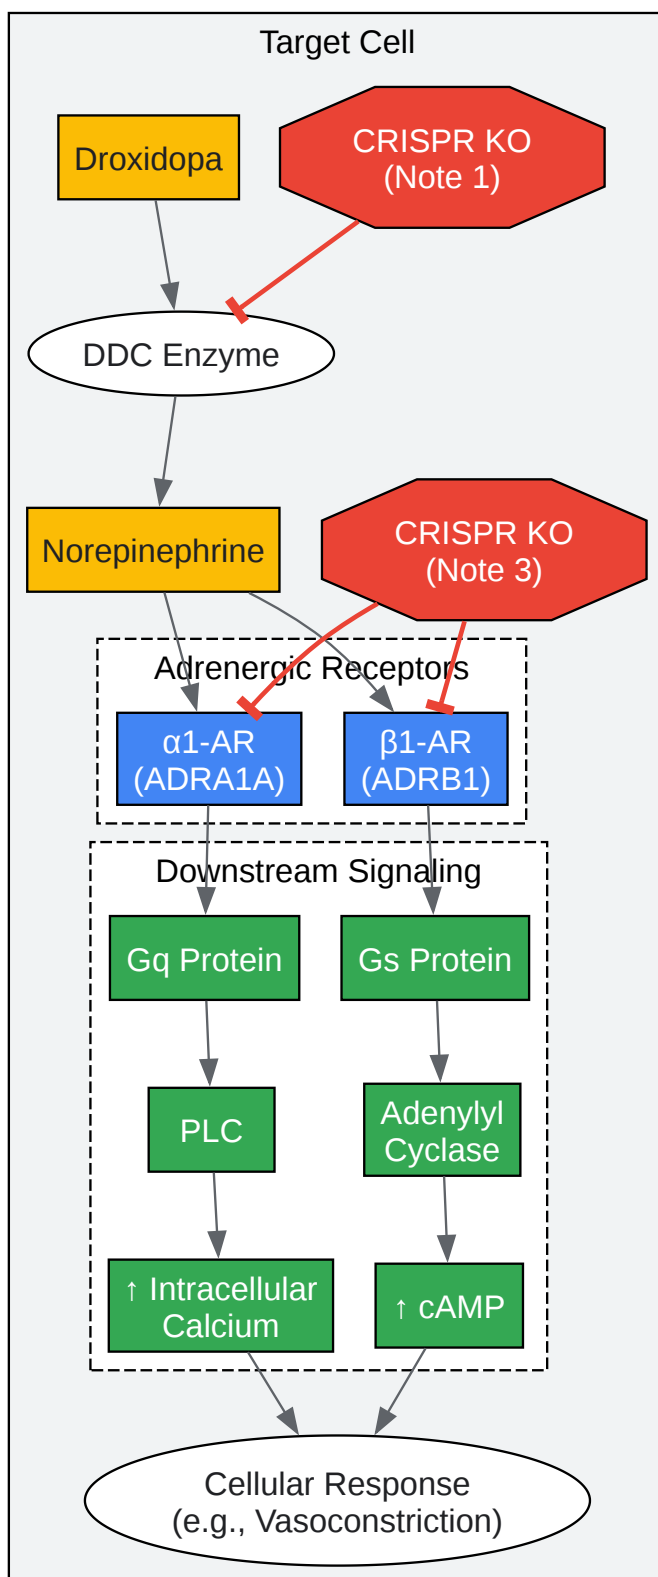 Target Cell
Droxidopa
CRISPR KO
(Note 1)
DDC Enzyme
Norepinephrine
CRISPR KO
(Note 3)
Adrenergic Receptors
α1-AR
(ADRA1A)
β1-AR
(ADRB1)
Downstream Signaling
Gq Protein
Gs Protein
PLC
Adenylyl
Cyclase
↑ Intracellular
Calcium
↑ cAMP
Cellular Response
(e.g., Vasoconstriction)